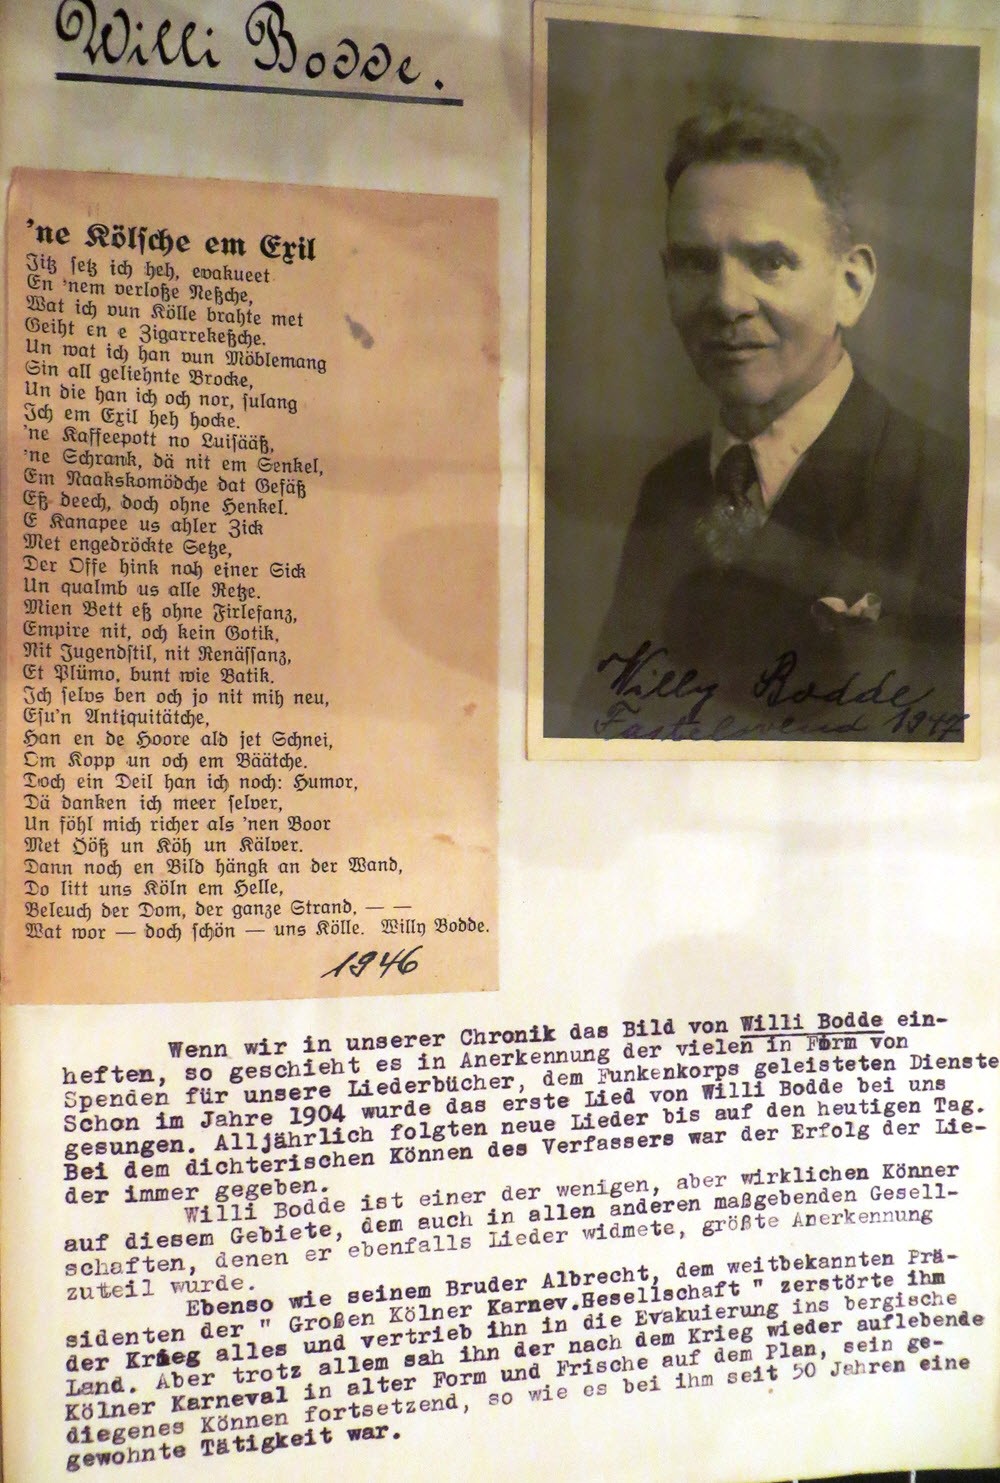 Willi Bodde.
'ne Kölsche em Exil
Jitz setz ich heh, evakueet
En 'nem verloße Neßche,
Wat ich vun Kölle brahte met
Geiht en e Zigarrekeßche.
Un wat ich han vun Möblemang
Sin all geliehnte Brocke,
Un die han ich och nor, sulang
Ich em Exil heh hocke.
'ne Kaffeepott no Luisääß,
'ne Schrank, dä nit em Senkel,
Em Naakskomödche dat Gefäß
Eß deech, doch ohne Henkel.
E Kanapee us ahler Zick
Met engedröckte Setze,
Der Offe hink noh einer Sick
Un qualmb us alle Retze.
Mien Bett eß ohne Firlefanz,
Empire nit, och kein Gotik,
Nit Jugendstil, nit Renässanz,
Et Plümo, bunt wie Batik.
Ich selvs ben och jo nit mih neu,
Esu'n Antiquitätche,
Han en de Hoore ald jet Schnei,
Om Kopp un och em Bäätche.
Doch ein Deil han ich noch: Humor,
Dä danken ich meer selver,
Un föhl mich richer als 'nen Boor
Met Höß un Köh un Kälver.
Dann noch en Bild hängk an der Wand,
Do litt uns Köln em Helle,
Beleuch der Dom, der ganze Strand, — —
Wat wor — doch schön — uns Kölle. Willy Bodde.
1946
Willy Bodde
Fastelovend 1947
Wenn wir in unserer Chronik das Bild von Willi Bodde ein-
heften, so geschieht es in Anerkennung der vielen in Form von
Spenden für unsere Liederbücher, dem Funkenkorps geleisteten Dienste
Schon im Jahre 1904 wurde das erste Lied von Willi Bodde bei uns
gesungen. Alljährlich folgten neue Lieder bis auf den heutigen Tag.
Bei dem dichterischen Können des Verfassers war der Erfolg der Lie-
der immer gegeben.
Willi Bodde ist einer der wenigen, aber wirklichen Könner
auf diesem Gebiete, dem auch in allen anderen maßgebenden Gesell-
schaften, denen er ebenfalls Lieder widmete, größte Anerkennung
zuteil wurde.
Ebenso wie seinem Bruder Albrecht, dem weitbekannten Prä-
sidenten der " Großen Kölner Karnev.Gesellschaft " zerstörte ihm
der Krieg alles und vertrieb ihn in die Evakuierung ins bergische
Land. Aber trotz allem sah ihn der nach dem Krieg wieder auflebende
Kölner Karneval in alter Form und Frische auf dem Plan, sein ge-
diegenes Können fortsetzend, so wie es bei ihm seit 50 Jahren eine
gewohnte Tätigkeit war.